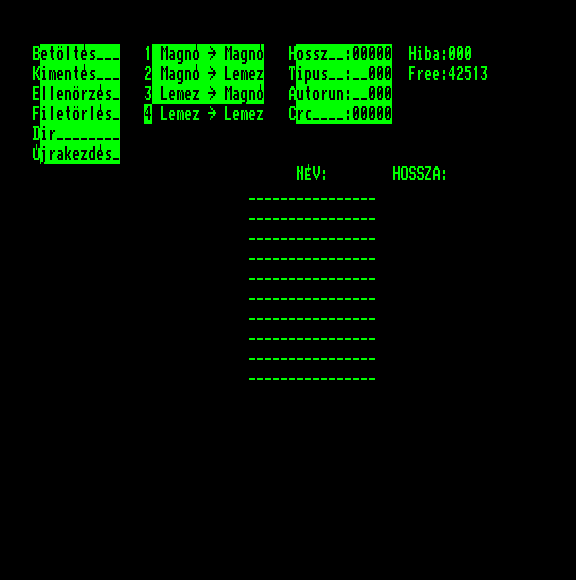 Betöltés___ 1 Magnó → Magnó Hossz__:00000 Hiba:000
Kimentés___ 2 Magnó → Lemez Tipus__:__000 Free:42513
Ellenörzés_ 3 Lemez → Magnó Autorun:__000
Filetörlés_ 4 Lemez → Lemez Crc____:00000
Dir________
Újrakezdés_
NÉV: HOSSZA:
----------------
----------------
----------------
----------------
----------------
----------------
----------------
----------------
----------------
----------------